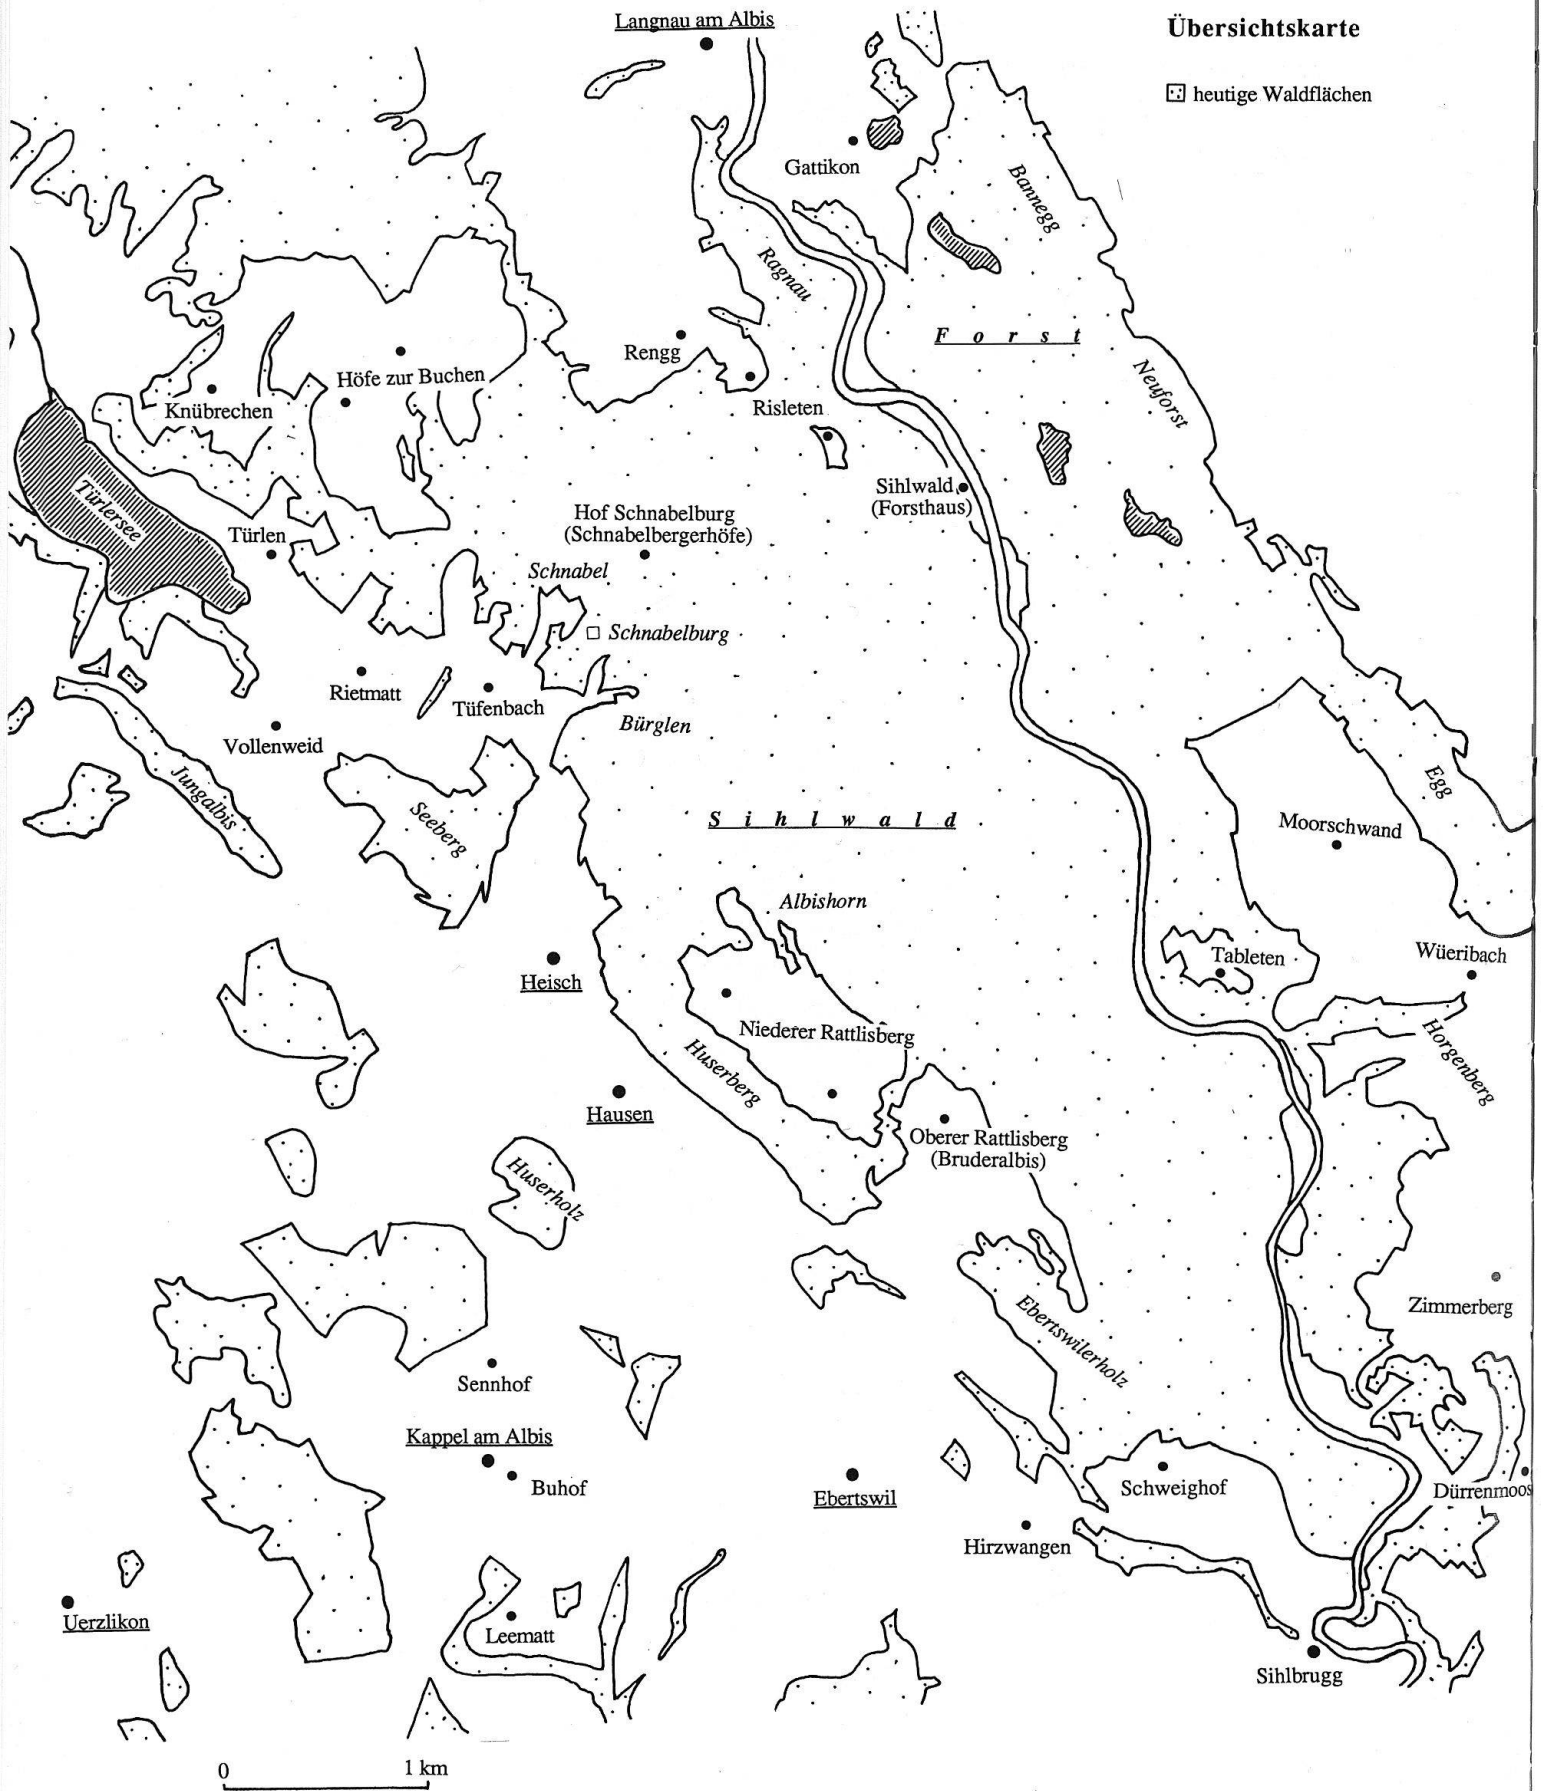 Langnau am Albis
Übersichtskarte
heutige Waldflächen
Gattikon
Bannegg
Ragnau
Forst
Rengg
Neuforst
Höfe zur Buchen
Knübrechen
Risleten
Türlersee
Sihlwald
(Forsthaus)
Hof Schnabelburg
(Schnabelbergerhöfe)
Türlen
Schnabel
Schnabelburg
Rietmatt
Tüfenbach
Bürglen
Vollenweid
Jungalbis
Seeberg
Egg
Sihlwald
Moorschwand
Albishorn
Tableten
Wüeribach
Heisch
Niederer Rattlisberg
Horgenberg
Huserberg
Hausen
Oberer Rattlisberg
(Bruderalbis)
Huserholz
Zimmerberg
Ebertswilerholz
Sennhof
Kappel am Albis
Buhof
Ebertswil
Schweighof
Dürrenmoos
Hirzwangen
Uerzlikon
Leematt
Sihlbrugg
0 1 km